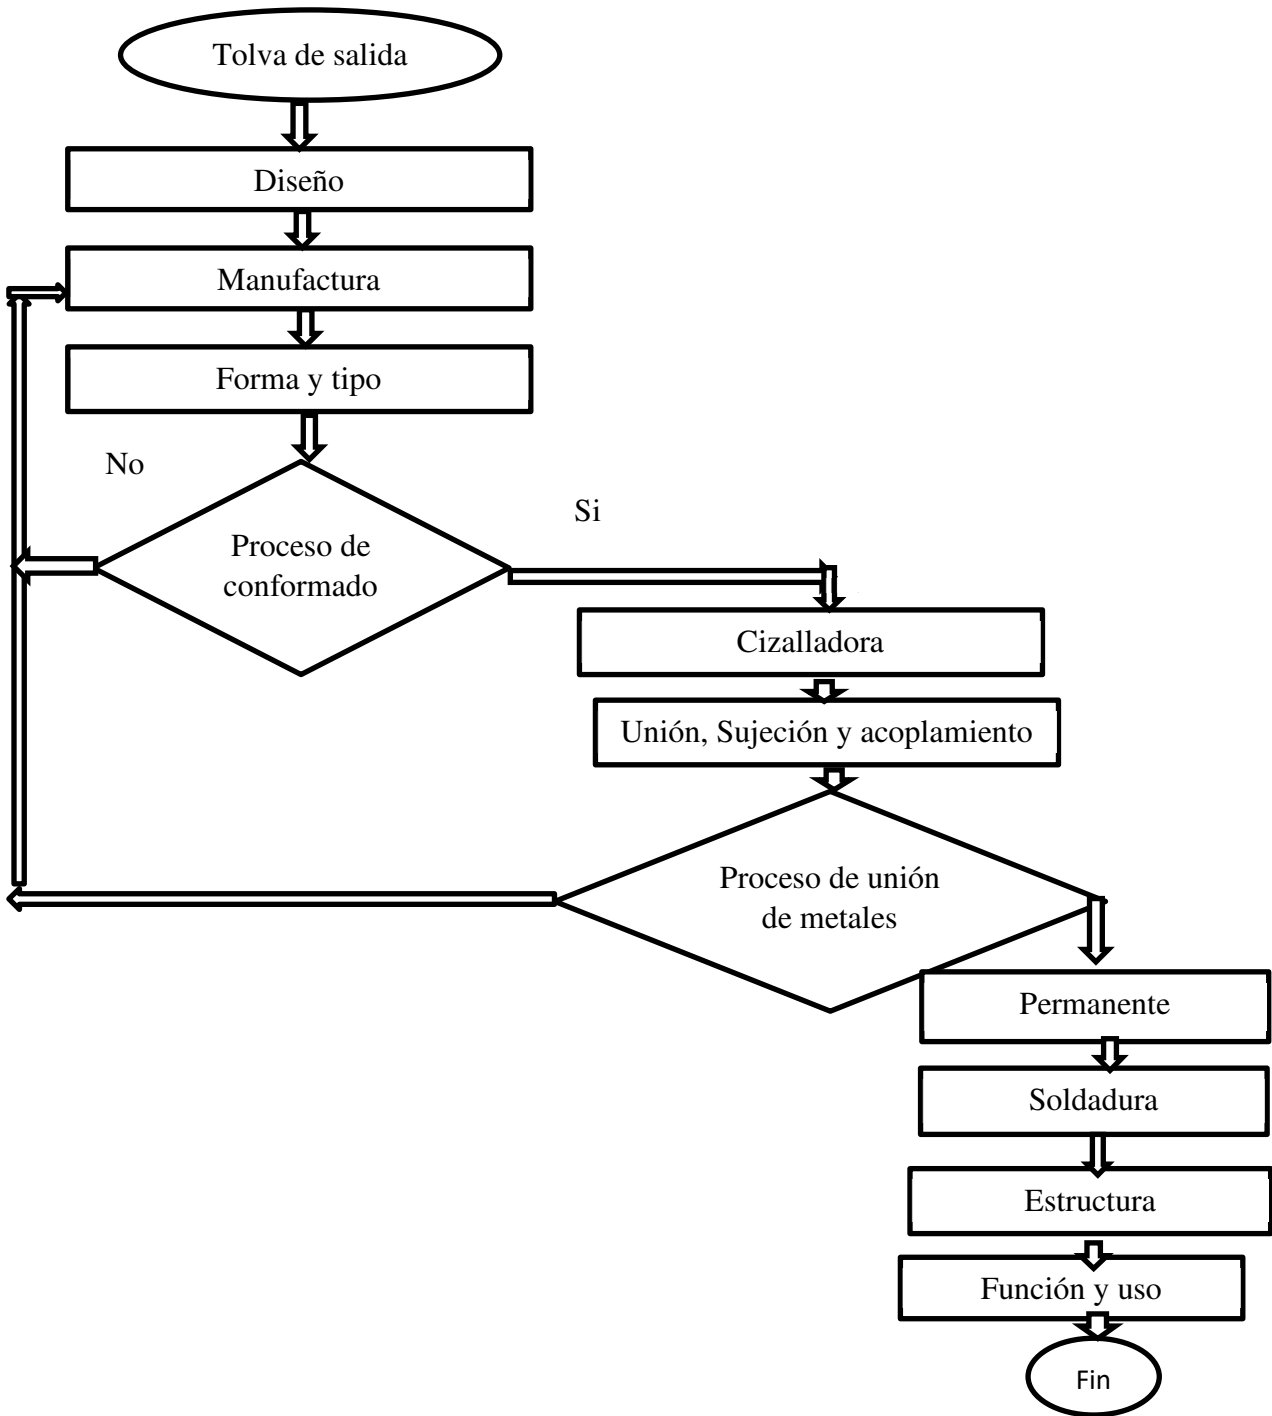 Tolva de salida
Diseño
Manufactura
Forma y tipo
No
Si
Proceso de
conformado
Cizalladora
Unión, Sujeción y acoplamiento
Proceso de unión
de metales
Permanente
Soldadura
Estructura
Función y uso
Fin